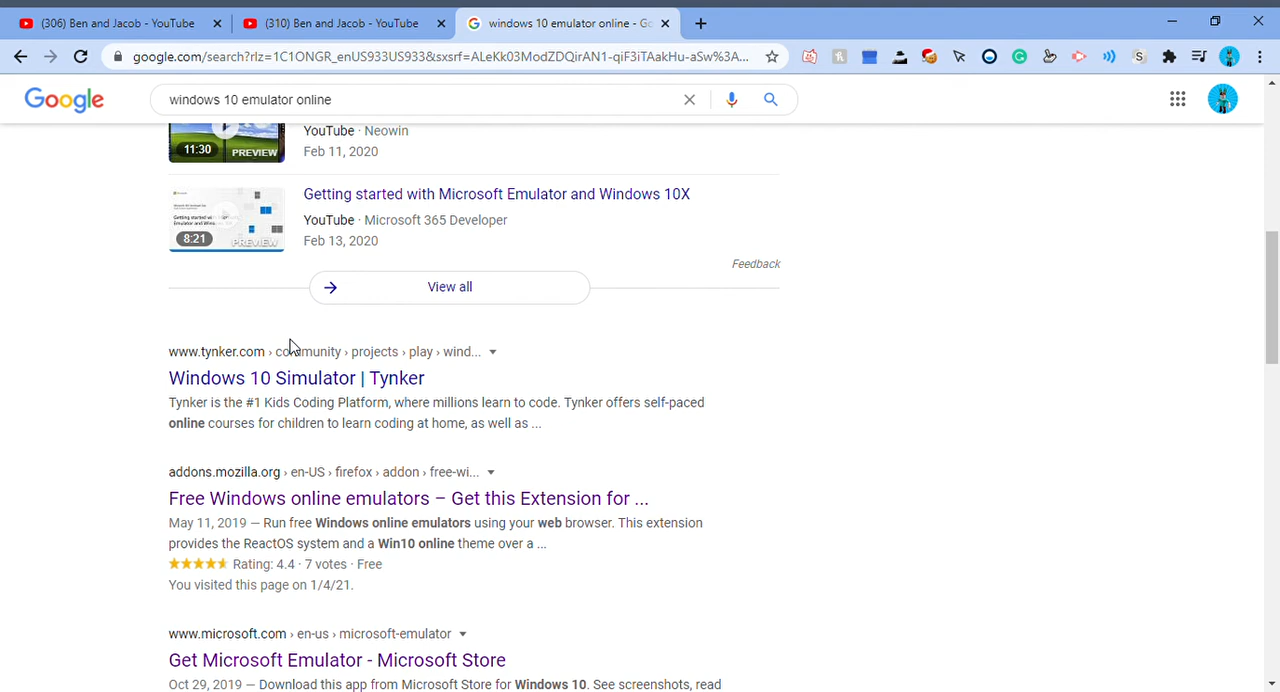 (306) Ben and Jacob - YouTube
(310) Ben and Jacob - YouTube
windows 10 emulator online - Go
google.com/search?rlz=1C1ONGR_enUS933US933&sxsrf=ALeKk03ModZDQirAN1-qiF3iTAakHu-aSw%3A...
Google
windows 10 emulator online
11:30
PREVIEW
YouTube · Neowin
Feb 11, 2020
Getting started with Microsoft Emulator and Windows 10X
8:21
PREVIEW
YouTube · Microsoft 365 Developer
Feb 13, 2020
Feedback
View all
www.tynker.com › community › projects › play › wind...
Windows 10 Simulator | Tynker
Tynker is the #1 Kids Coding Platform, where millions learn to code. Tynker offers self-paced
online courses for children to learn coding at home, as well as ...
addons.mozilla.org › en-US › firefox › addon › free-wi...
Free Windows online emulators – Get this Extension for ...
May 11, 2019 — Run free Windows online emulators using your web browser. This extension
provides the ReactOS system and a Win10 online theme over a ...
Rating: 4.4 · 7 votes · Free
You visited this page on 1/4/21.
www.microsoft.com › en-us › microsoft-emulator
Get Microsoft Emulator - Microsoft Store
Oct 29, 2019 — Download this app from Microsoft Store for Windows 10. See screenshots, read